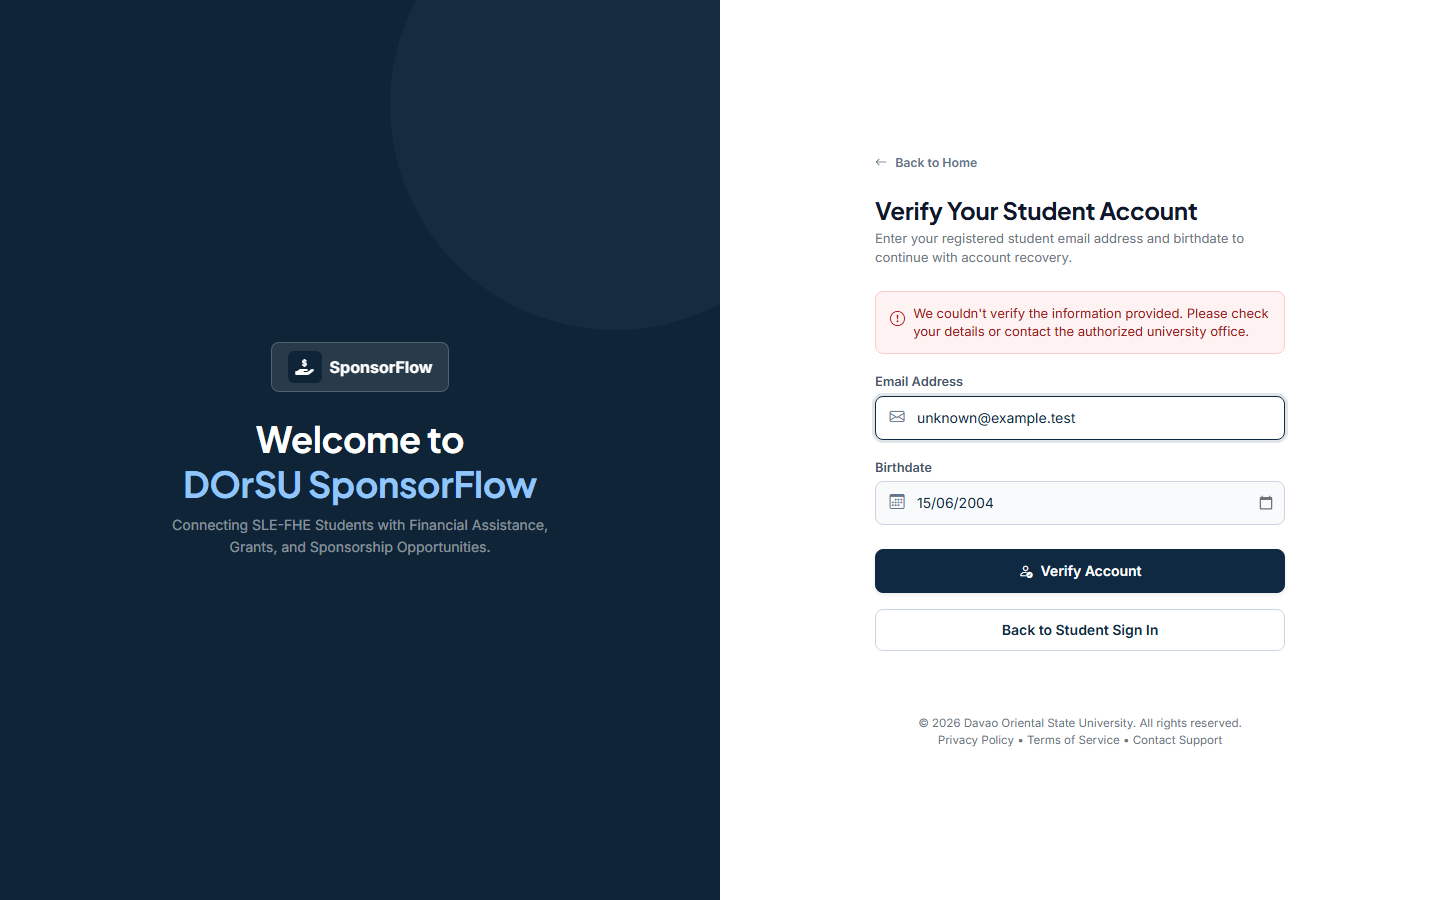 SponsorFlow
Welcome to
DOrSU SponsorFlow
Connecting SLE-FHE Students with Financial Assistance,
Grants, and Sponsorship Opportunities.
← Back to Home
Verify Your Student Account
Enter your registered student email address and birthdate to
continue with account recovery.
We couldn't verify the information provided. Please check
your details or contact the authorized university office.
Email Address
unknown@example.test
Birthdate
15/06/2004
Verify Account
Back to Student Sign In
© 2026 Davao Oriental State University. All rights reserved.
Privacy Policy • Terms of Service • Contact Support